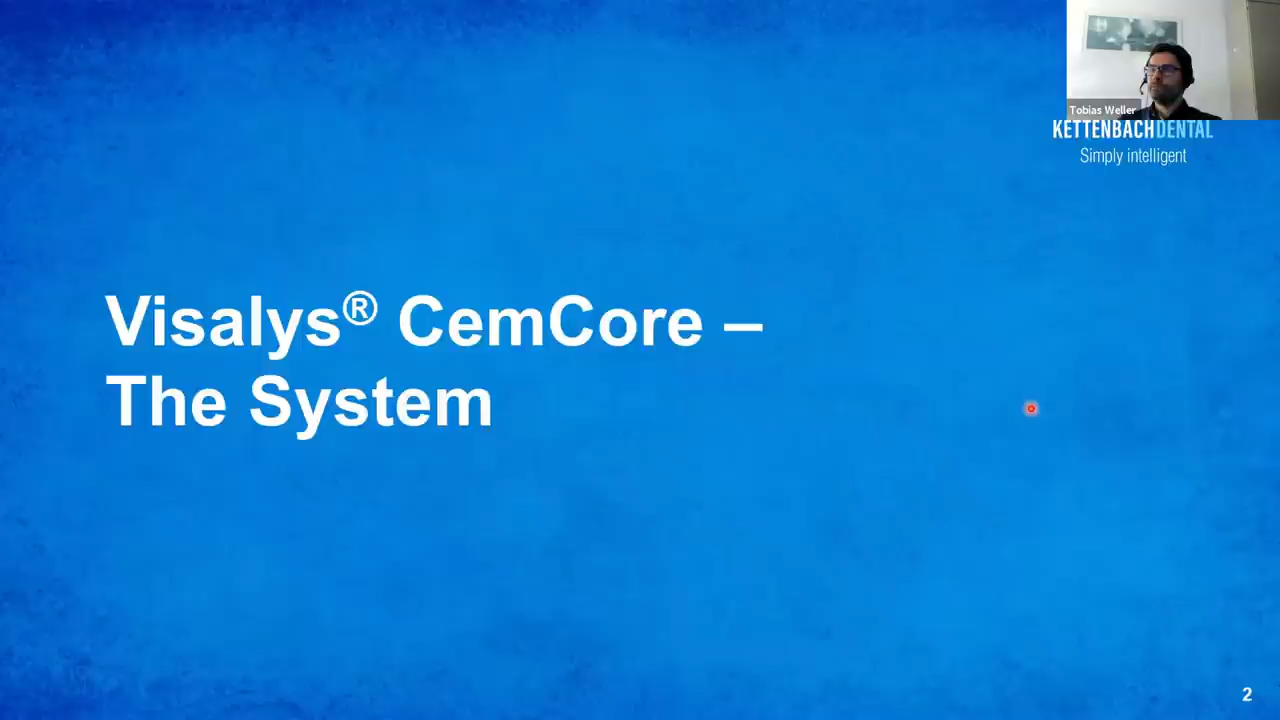 Tobias Weller
KETTENBACHDENTAL
Simply intelligent
Visalys® CemCore –
The System
2